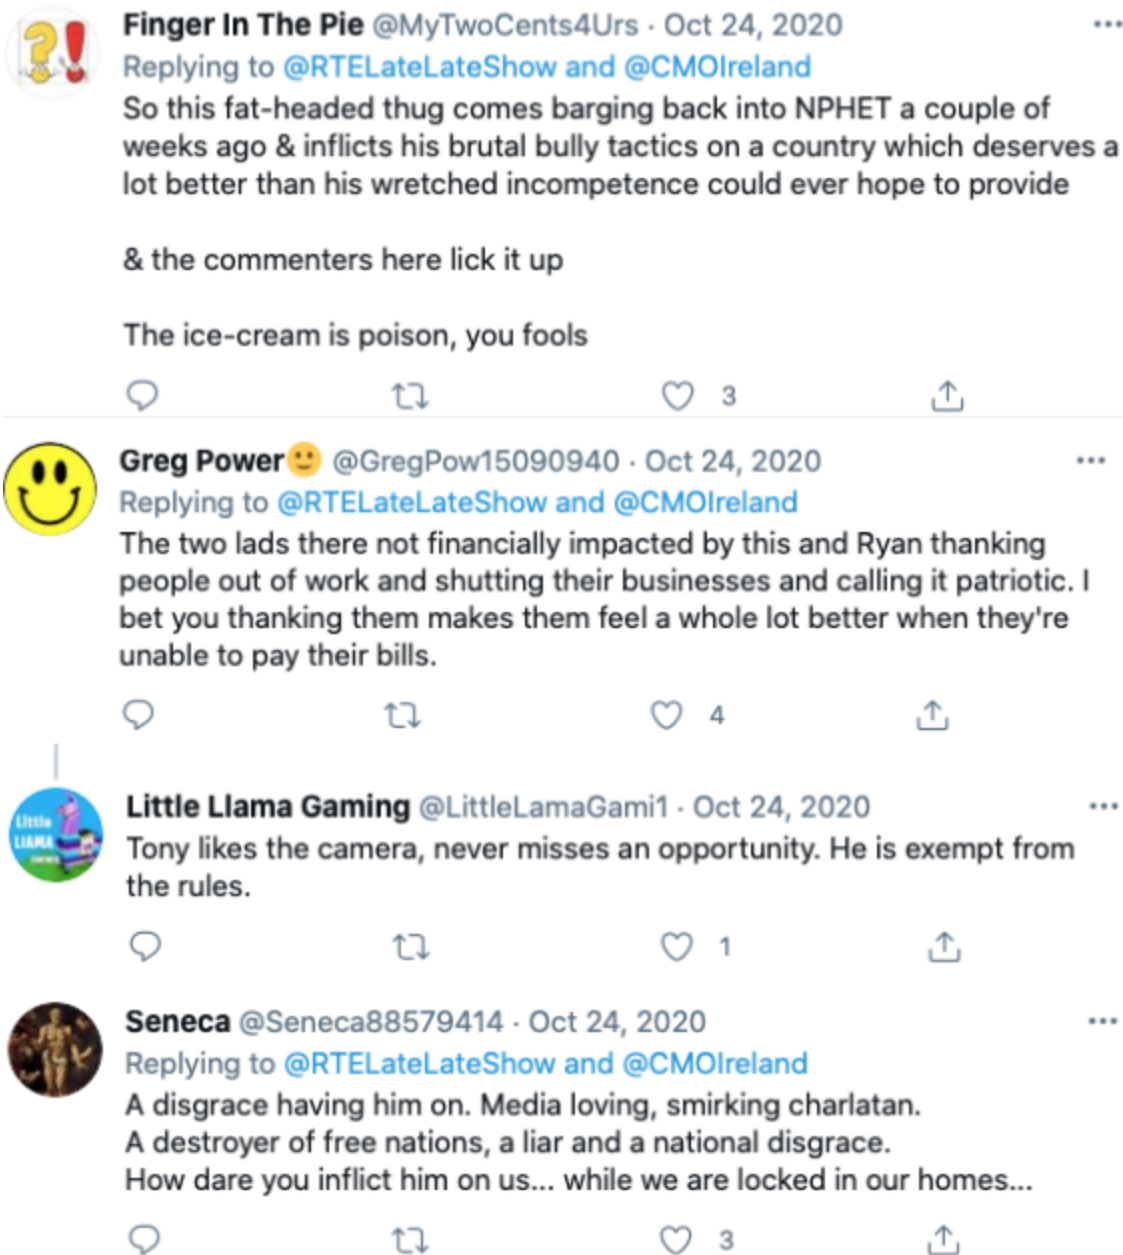 Finger In The Pie @MyTwoCents4Urs · Oct 24, 2020
Replying to @RTELateLateShow and @CMOIreland
So this fat-headed thug comes barging back into NPHET a couple of
weeks ago & inflicts his brutal bully tactics on a country which deserves a
lot better than his wretched incompetence could ever hope to provide
& the commenters here lick it up
The ice-cream is poison, you fools
3
Greg Power🙂 @GregPow15090940 · Oct 24, 2020
Replying to @RTELateLateShow and @CMOIreland
The two lads there not financially impacted by this and Ryan thanking
people out of work and shutting their businesses and calling it patriotic. I
bet you thanking them makes them feel a whole lot better when they're
unable to pay their bills.
4
Little Llama Gaming @LittleLamaGami1 · Oct 24, 2020
Little
LIAMA
Tony likes the camera, never misses an opportunity. He is exempt from
the rules.
1
Seneca @Seneca88579414 · Oct 24, 2020
Replying to @RTELateLateShow and @CMOIreland
A disgrace having him on. Media loving, smirking charlatan.
A destroyer of free nations, a liar and a national disgrace.
How dare you inflict him on us... while we are locked in our homes...
3